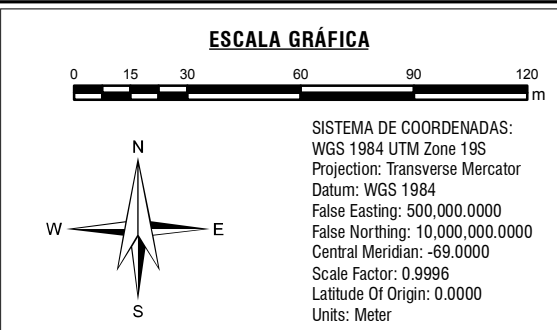 ESCALA GRÁFICA
0 15 30 60 90 120
m
N
W E
S
SISTEMA DE COORDENADAS:
WGS 1984 UTM Zone 19S
Projection: Transverse Mercator
Datum: WGS 1984
False Easting: 500,000.0000
False Northing: 10,000,000.0000
Central Meridian: -69.0000
Scale Factor: 0.9996
Latitude Of Origin: 0.0000
Units: Meter